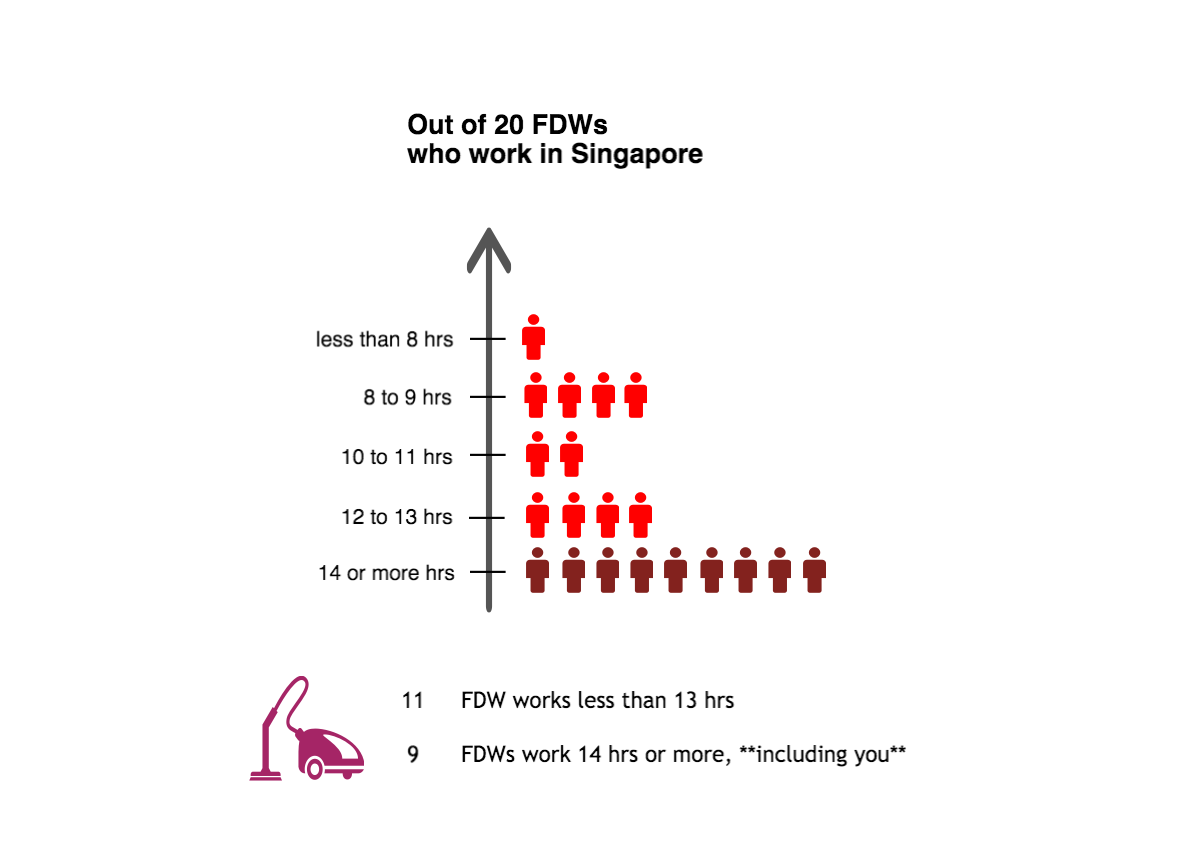 Out of 20 FDWs
who work in Singapore
less than 8 hrs
8 to 9 hrs
10 to 11 hrs
12 to 13 hrs
14 or more hrs
11 FDW works less than 13 hrs
9 FDWs work 14 hrs or more, **including you**